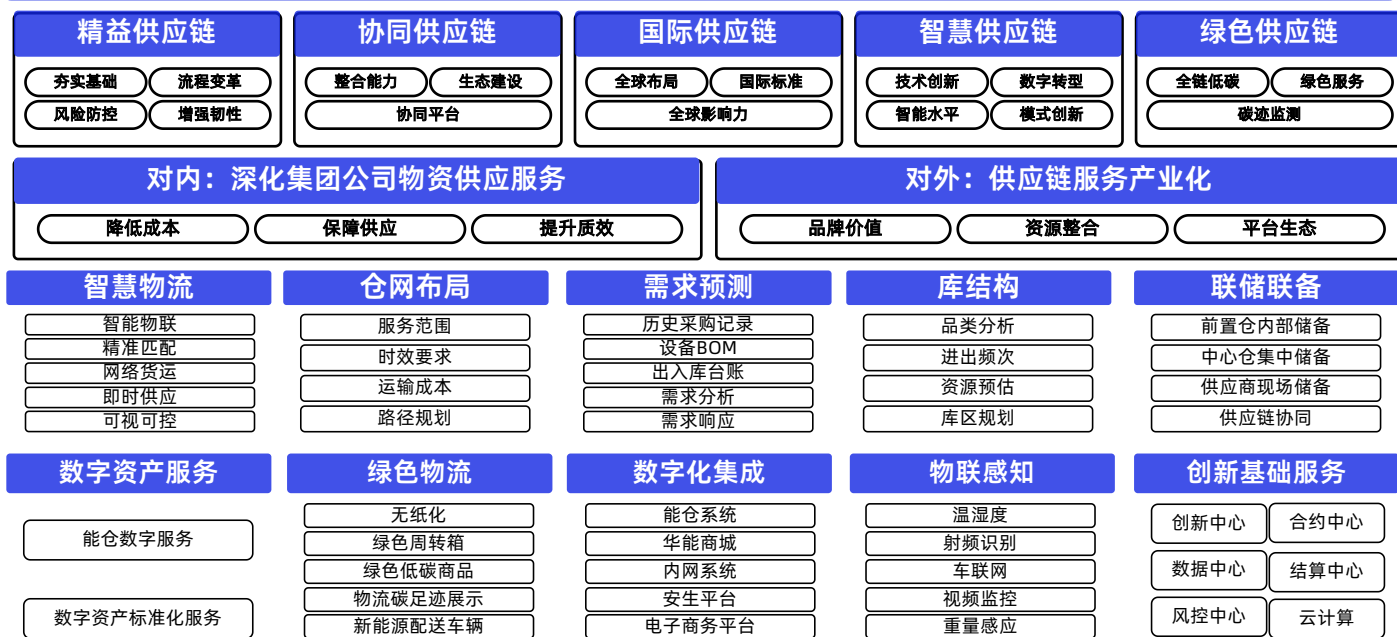 精益供应链
夯实基础
流程变革
风险防控
增强韧性
协同供应链
整合能力
生态建设
协同平台
国际供应链
全球布局
国际标准
全球影响力
智慧供应链
技术创新
数字转型
智能水平
模式创新
绿色供应链
全链低碳
绿色服务
碳迹监测
对内：深化集团公司物资供应服务
降低成本
保障供应
提升质效
对外：供应链服务产业化
品牌价值
资源整合
平台生态
智慧物流
智能物联
精准匹配
网络货运
即时供应
可视可控
仓网布局
服务范围
时效要求
运输成本
路径规划
需求预测
历史采购记录
设备BOM
出入库台账
需求分析
需求响应
库结构
品类分析
进出频次
资源预估
库区规划
联储联备
前置仓内部储备
中心仓集中储备
供应商现场储备
供应链协同
数字资产服务
能仓数字服务
数字资产标准化服务
绿色物流
无纸化
绿色周转箱
绿色低碳商品
物流碳足迹展示
新能源配送车辆
数字化集成
能仓系统
华能商城
内网系统
安生平台
电子商务平台
物联感知
温湿度
射频识别
车联网
视频监控
重量感应
创新基础服务
创新中心
合约中心
数据中心
结算中心
风控中心
云计算